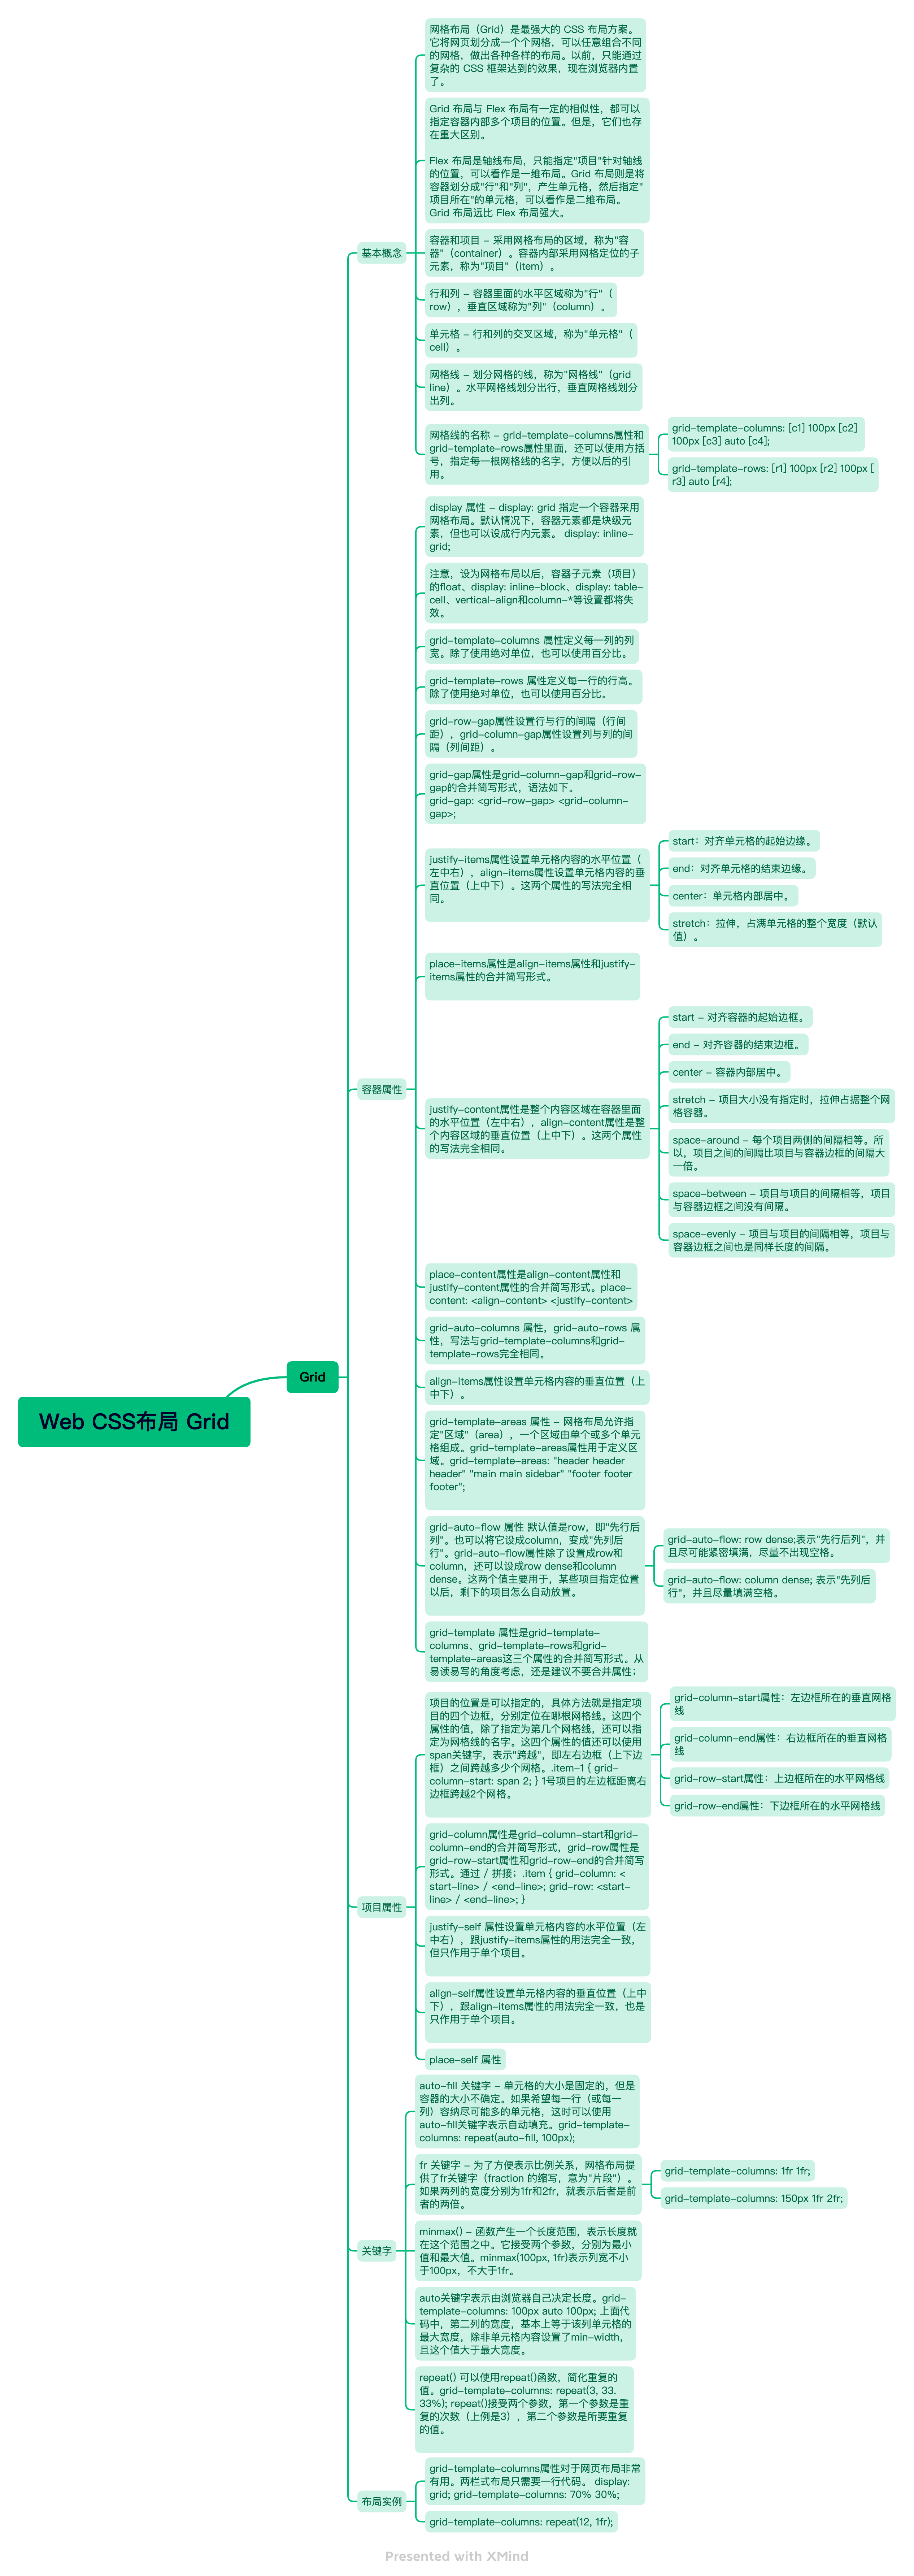 网格布局（Grid）是最强大的 CSS 布局方案。
它将网页划分成一个个网格，可以任意组合不同
的网格，做出各种各样的布局。以前，只能通过
复杂的 CSS 框架达到的效果，现在浏览器内置
了。
Grid 布局与 Flex 布局有一定的相似性，都可以
指定容器内部多个项目的位置。但是，它们也存
在重大区别。
Flex 布局是轴线布局，只能指定"项目"针对轴线
的位置，可以看作是一维布局。Grid 布局则是将
容器划分成"行"和"列"，产生单元格，然后指定"
项目所在"的单元格，可以看作是二维布局。
Grid 布局远比 Flex 布局强大。
基本概念
容器和项目 - 采用网格布局的区域，称为"容
器"（container）。容器内部采用网格定位的子
元素，称为"项目"（item）。
行和列 - 容器里面的水平区域称为"行"（
row），垂直区域称为"列"（column）。
单元格 - 行和列的交叉区域，称为"单元格"（
cell）。
网格线 - 划分网格的线，称为"网格线"（grid
line）。水平网格线划分出行，垂直网格线划分
出列。
网格线的名称 - grid-template-columns属性和
grid-template-rows属性里面，还可以使用方括
号，指定每一根网格线的名字，方便以后的引
用。
grid-template-columns: [c1] 100px [c2]
100px [c3] auto [c4];
grid-template-rows: [r1] 100px [r2] 100px [
r3] auto [r4];
display 属性 - display: grid 指定一个容器采用
网格布局。默认情况下，容器元素都是块级元
素，但也可以设成行内元素。 display: inline-
grid;
注意，设为网格布局以后，容器子元素（项目）
的float、display: inline-block、display: table-
cell、vertical-align和column-*等设置都将失
效。
grid-template-columns 属性定义每一列的列
宽。除了使用绝对单位，也可以使用百分比。
grid-template-rows 属性定义每一行的行高。
除了使用绝对单位，也可以使用百分比。
grid-row-gap属性设置行与行的间隔（行间
距），grid-column-gap属性设置列与列的间
隔（列间距）。
grid-gap属性是grid-column-gap和grid-row-
gap的合并简写形式，语法如下。
grid-gap: <grid-row-gap> <grid-column-
gap>;
justify-items属性设置单元格内容的水平位置（
左中右），align-items属性设置单元格内容的垂
直位置（上中下）。这两个属性的写法完全相
同。
start：对齐单元格的起始边缘。
end：对齐单元格的结束边缘。
center：单元格内部居中。
stretch：拉伸，占满单元格的整个宽度（默认
值）。
place-items属性是align-items属性和justify-
items属性的合并简写形式。
容器属性
justify-content属性是整个内容区域在容器里面
的水平位置（左中右），align-content属性是整
个内容区域的垂直位置（上中下）。这两个属性
的写法完全相同。
start - 对齐容器的起始边框。
end - 对齐容器的结束边框。
center - 容器内部居中。
stretch - 项目大小没有指定时，拉伸占据整个网
格容器。
space-around - 每个项目两侧的间隔相等。所
以，项目之间的间隔比项目与容器边框的间隔大
一倍。
space-between - 项目与项目的间隔相等，项目
与容器边框之间没有间隔。
space-evenly - 项目与项目的间隔相等，项目与
容器边框之间也是同样长度的间隔。
place-content属性是align-content属性和
justify-content属性的合并简写形式。place-
content: <align-content> <justify-content>
grid-auto-columns 属性，grid-auto-rows 属
性，写法与grid-template-columns和grid-
template-rows完全相同。
align-items属性设置单元格内容的垂直位置（上
中下）。
Grid
Web CSS布局 Grid
grid-template-areas 属性 - 网格布局允许指
定"区域"（area），一个区域由单个或多个单元
格组成。grid-template-areas属性用于定义区
域。grid-template-areas: "header header
header" "main main sidebar" "footer footer
footer";
grid-auto-flow 属性 默认值是row，即"先行后
列"。也可以将它设成column，变成"先列后
行"。grid-auto-flow属性除了设置成row和
column，还可以设成row dense和column
dense。这两个值主要用于，某些项目指定位置
以后，剩下的项目怎么自动放置。
grid-auto-flow: row dense;表示"先行后列"，并
且尽可能紧密填满，尽量不出现空格。
grid-auto-flow: column dense; 表示"先列后
行"，并且尽量填满空格。
grid-template 属性是grid-template-
columns、grid-template-rows和grid-
template-areas这三个属性的合并简写形式。从
易读易写的角度考虑，还是建议不要合并属性；
项目的位置是可以指定的，具体方法就是指定项
目的四个边框，分别定位在哪根网格线。这四个
属性的值，除了指定为第几个网格线，还可以指
定为网格线的名字。这四个属性的值还可以使用
span关键字，表示"跨越"，即左右边框（上下边
框）之间跨越多少个网格。.item-1 { grid-
column-start: span 2; } 1号项目的左边框距离右
边框跨越2个网格。
grid-column-start属性：左边框所在的垂直网格
线
grid-column-end属性：右边框所在的垂直网格
线
grid-row-start属性：上边框所在的水平网格线
grid-row-end属性：下边框所在的水平网格线
grid-column属性是grid-column-start和grid-
column-end的合并简写形式，grid-row属性是
grid-row-start属性和grid-row-end的合并简写
形式。通过 / 拼接；.item { grid-column: <
start-line> / <end-line>; grid-row: <start-
line> / <end-line>; }
项目属性
justify-self 属性设置单元格内容的水平位置（左
中右），跟justify-items属性的用法完全一致，
但只作用于单个项目。
align-self属性设置单元格内容的垂直位置（上中
下），跟align-items属性的用法完全一致，也是
只作用于单个项目。
place-self 属性
auto-fill 关键字 - 单元格的大小是固定的，但是
容器的大小不确定。如果希望每一行（或每一
列）容纳尽可能多的单元格，这时可以使用
auto-fill关键字表示自动填充。grid-template-
columns: repeat(auto-fill, 100px);
fr 关键字 - 为了方便表示比例关系，网格布局提
供了fr关键字（fraction 的缩写，意为"片段"）。
如果两列的宽度分别为1fr和2fr，就表示后者是前
者的两倍。
grid-template-columns: 1fr 1fr;
grid-template-columns: 150px 1fr 2fr;
关键字
minmax() - 函数产生一个长度范围，表示长度就
在这个范围之中。它接受两个参数，分别为最小
值和最大值。minmax(100px, 1fr)表示列宽不小
于100px，不大于1fr。
auto关键字表示由浏览器自己决定长度。grid-
template-columns: 100px auto 100px; 上面代
码中，第二列的宽度，基本上等于该列单元格的
最大宽度，除非单元格内容设置了min-width，
且这个值大于最大宽度。
repeat() 可以使用repeat()函数，简化重复的
值。grid-template-columns: repeat(3, 33.
33%); repeat()接受两个参数，第一个参数是重
复的次数（上例是3），第二个参数是所要重复
的值。
布局实例
grid-template-columns属性对于网页布局非常
有用。两栏式布局只需要一行代码。 display:
grid; grid-template-columns: 70% 30%;
grid-template-columns: repeat(12, 1fr);
Presented with XMind